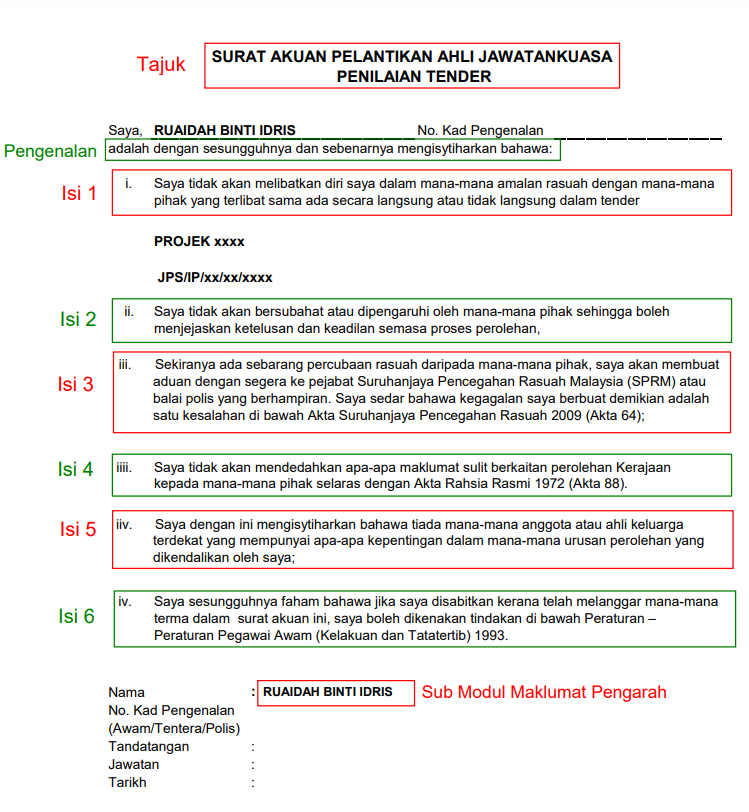 Tajuk
SURAT AKUAN PELANTIKAN AHLI JAWATANKUASA
PENILAIAN TENDER
Saya, RUAIDAH BINTI IDRIS No. Kad Pengenalan
Pengenalan
adalah dengan sesungguhnya dan sebenarnya mengisytiharkan bahawa:
Isi 1
i. Saya tidak akan melibatkan diri saya dalam mana-mana amalan rasuah dengan mana-mana
pihak yang terlibat sama ada secara langsung atau tidak langsung dalam tender
PROJEK xxxx
JPS/IP/xx/xx/xxxx
Isi 2
ii. Saya tidak akan bersubahat atau dipengaruhi oleh mana-mana pihak sehingga boleh
menjejaskan ketelusan dan keadilan semasa proses perolehan,
Isi 3
iii. Sekiranya ada sebarang percubaan rasuah daripada mana-mana pihak, saya akan membuat
aduan dengan segera ke pejabat Suruhanjaya Pencegahan Rasuah Malaysia (SPRM) atau
balai polis yang berhampiran. Saya sedar bahawa kegagalan saya berbuat demikian adalah
satu kesalahan di bawah Akta Suruhanjaya Pencegahan Rasuah 2009 (Akta 64);
Isi 4
iiii. Saya tidak akan mendedahkan apa-apa maklumat sulit berkaitan perolehan Kerajaan
kepada mana-mana pihak selaras dengan Akta Rahsia Rasmi 1972 (Akta 88).
Isi 5
iiv. Saya dengan ini mengisytiharkan bahawa tiada mana-mana anggota atau ahli keluarga
terdekat yang mempunyai apa-apa kepentingan dalam mana-mana urusan perolehan yang
dikendalikan oleh saya;
Isi 6
iv. Saya sesungguhnya faham bahawa jika saya disabitkan kerana telah melanggar mana-mana
terma dalam surat akuan ini, saya boleh dikenakan tindakan di bawah Peraturan –
Peraturan Pegawai Awam (Kelakuan dan Tatatertib) 1993.
Nama : RUAIDAH BINTI IDRIS Sub Modul Maklumat Pengarah
No. Kad Pengenalan
(Awam/Tentera/Polis)
Tandatangan :
Jawatan :
Tarikh :